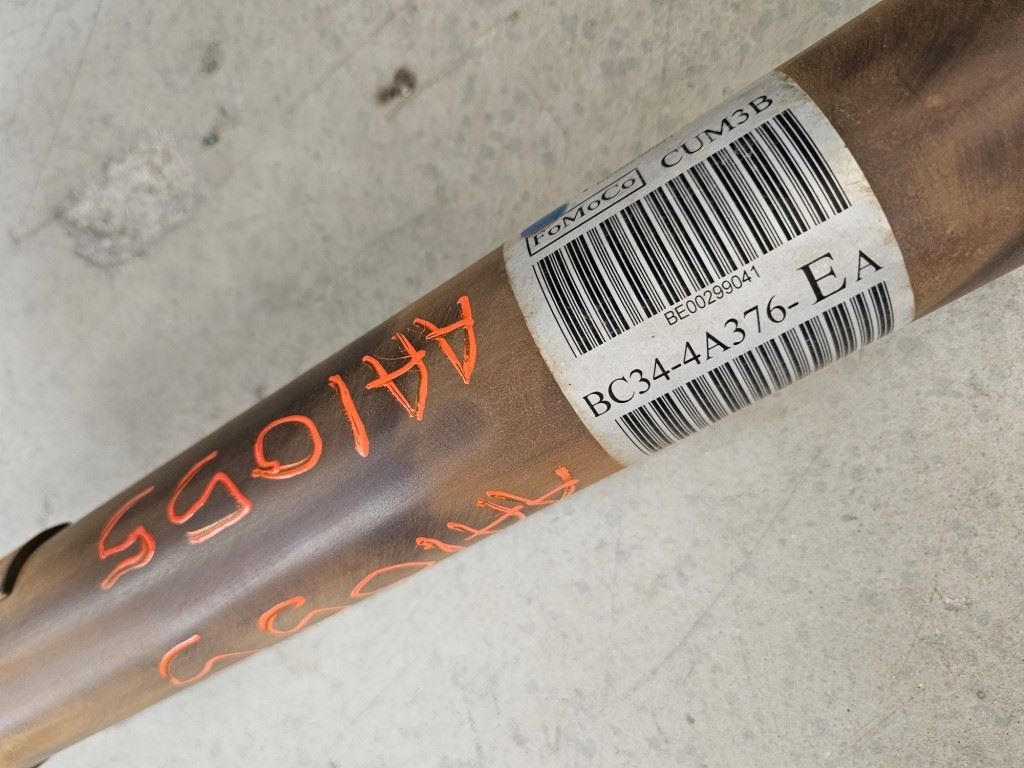 FoMoCo CUM3B
BE00299041
BC34-4A376-EA
AA1055